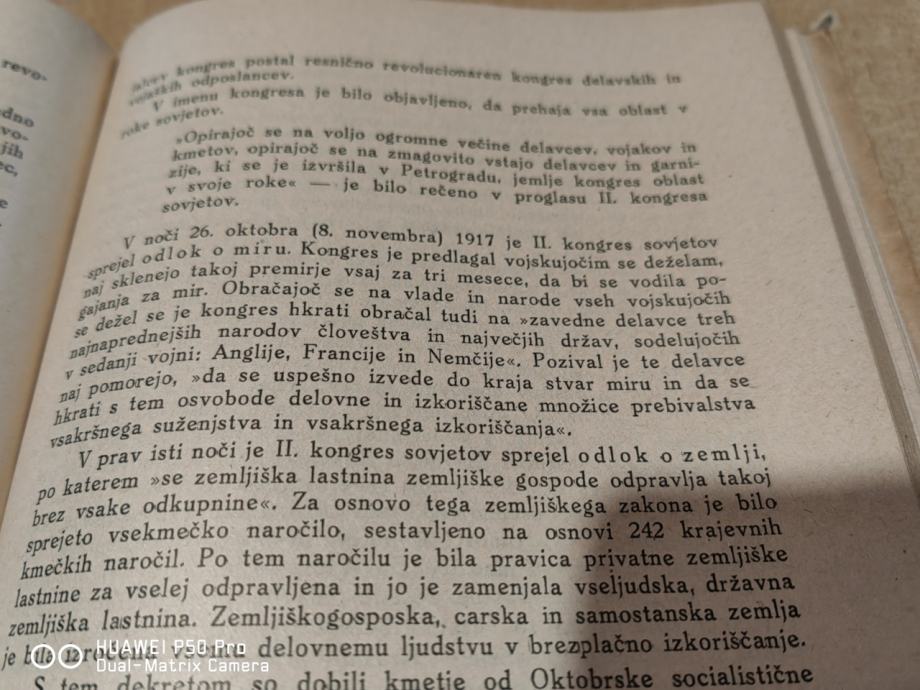 revo-
edno
vo-
jih
ec,
e
kongres postal resnično revolucionaren kongres delavskih in
vojaških odposlancev.
V imenu kongresa je bilo objavljeno, da prehaja vsa oblast v
roke sovjetov.
»Opirajoč se na voljo ogromne večine delavcev, vojakov in
kmetov, opirajoč se na zmagovito vstajo delavcev in garni-
zije, ki se je izvršila v Petrogradu, jemlje kongres oblast
v svoje roke« — je bilo rečeno v proglasu II. kongresa
sovjetov.
V noči 26. oktobra (8. novembra) 1917 je II. kongres sovjetov
sprejel odlok o miru. Kongres je predlagal vojskujočim se deželam,
naj sklenejo takoj premirje vsaj za tri mesece, da bi se vodila po-
gajanja za mir. Obračajoč se na vlade in narode vseh vojskujočih
se dežel se je kongres hkrati obračal tudi na »zavedne delavce treh
najnaprednejših narodov človeštva in največjih držav, sodelujočih
v sedanji vojni: Anglije, Francije in Nemčije«. Pozival je te delavce
naj pomorejo, »da se uspešno izvede do kraja stvar miru in da se
hkrati s tem osvobode delovne in izkoriščane množice prebivalstva
vsakršnega suženjstva in vsakršnega izkoriščanja«.
V prav isti noči je II. kongres sovjetov sprejel odlok o zemlji,
po katerem »se zemljiška lastnina zemljiške gospode odpravlja takoj
brez vsake odkupnine«. Za osnovo tega zemljiškega zakona je bilo
sprejeto vsekmečko naročilo, sestavljeno na osnovi 242 krajevnih
kmečkih naročil. Po tem naročilu je bila pravica privatne zemljiške
lastnine za vselej odpravljena in jo je zamenjala vseljudska, državna
zemljiška lastnina. Zemljiškogosposka, carska in samostanska zemlja
je bila izročena vsemu delovnemu ljudstvu v brezplačno izkoriščanje.
S tem dekretom so dobili kmetje od Oktobrske socialistične
HUAWEI P50 Pro
Dual-Matrix Camera